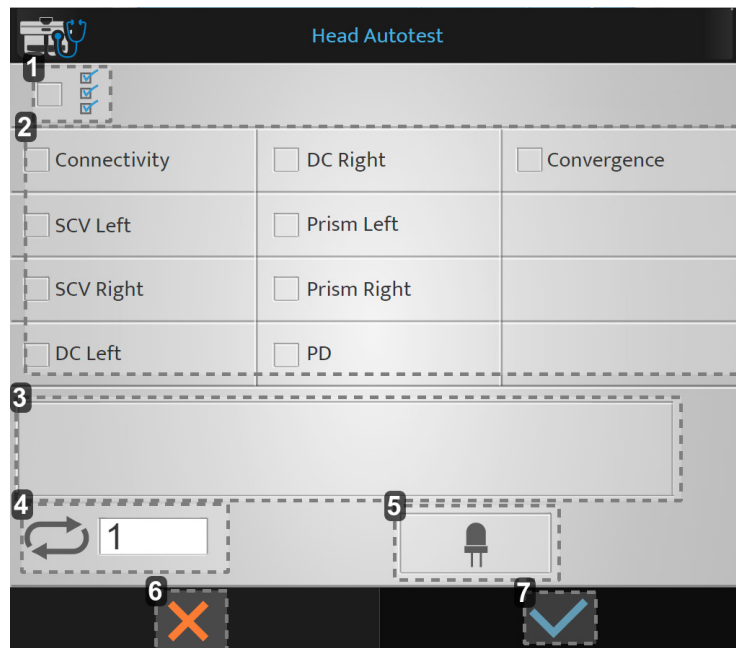 Head Autotest
1
2
Connectivity DC Right Convergence
SCV Left Prism Left
SCV Right Prism Right
DC Left PD
3
4 5
1
6 7